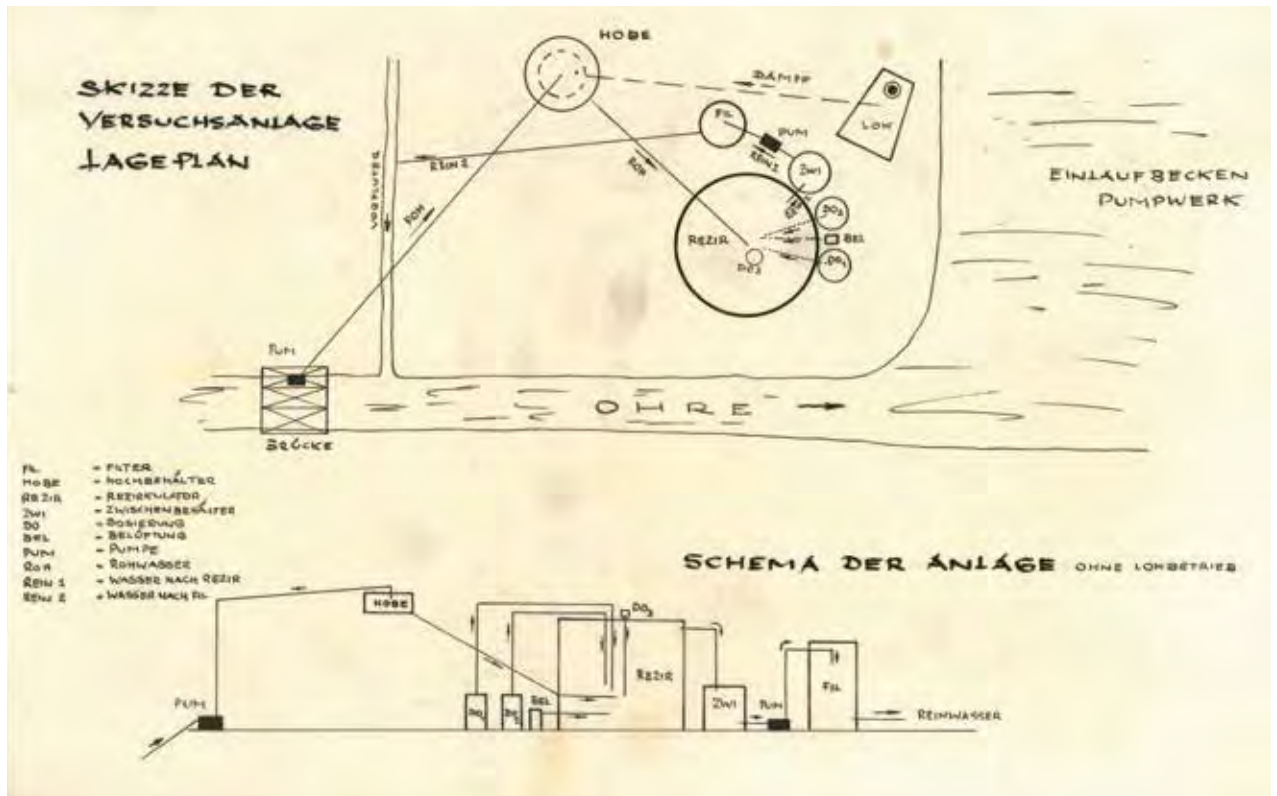 SKIZZE DER
VERSUCHSANLAGE
LAGEPLAN
HOBE
DAMPF
LOK
FIL
PUM
REIN 1
ZWI
REIN 2
ROH
VORFLUTER
ROH
REZIR
DO3
DO2
BEL
DO1
EINLAUFBECKEN
PUMPWERK
PUM
BRÜCKE
OHRE
FIL = FILTER
HOBE = HOCHBEHÄLTER
REZIR = REZIRKULATOR
ZWI = ZWISCHENBEHÄLTER
DO = DOSIERUNG
BEL = BELÜFTUNG
PUM = PUMPE
ROH = ROHWASSER
REIN 1 = WASSER NACH REZIR
REIN 2 = WASSER NACH FIL
SCHEMA DER ANLAGE OHNE LOKBETRIEB
PUM
HOBE
DO1
DO2
BEL
DO3
REZIR
ZWI
PUM
FIL
REINWASSER